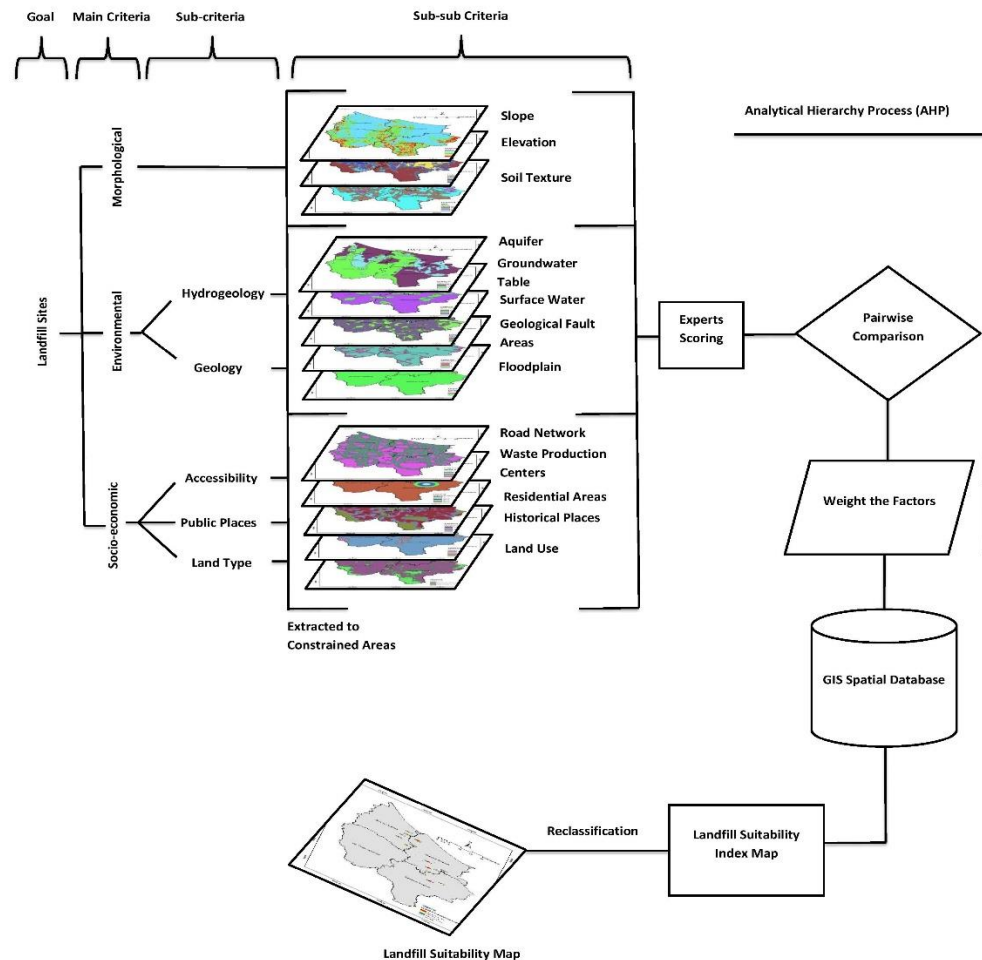 Goal
Main Criteria
Sub-criteria
Sub-sub Criteria
Analytical Hierarchy Process (AHP)
Landfill Sites
Morphological
Slope
Elevation
Soil Texture
Environmental
Hydrogeology
Geology
Aquifer
Groundwater
Table
Surface Water
Geological Fault
Areas
Floodplain
Socio-economic
Accessibility
Public Places
Land Type
Road Network
Waste Production
Centers
Residential Areas
Historical Places
Land Use
Extracted to
Constrained Areas
Experts
Scoring
Pairwise
Comparison
Weight the Factors
GIS Spatial Database
Landfill Suitability
Index Map
Reclassification
Landfill Suitability Map